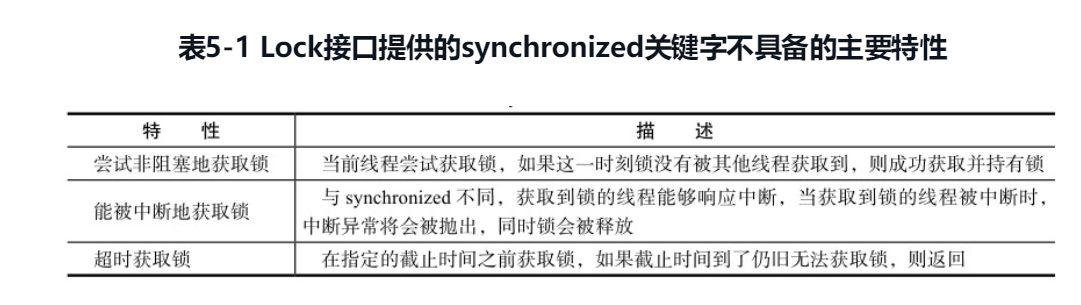 表5-1 Lock接口提供的synchronized关键字不具备的主要特性
特 性 描 述
尝试非阻塞地获取锁 当前线程尝试获取锁，如果这一时刻锁没有被其他线程获取到，则成功获取并持有锁
能被中断地获取锁 与 synchronized 不同，获取到锁的线程能够响应中断，当获取到锁的线程被中断时，
中断异常将会被抛出，同时锁会被释放
超时获取锁 在指定的截止时间之前获取锁，如果截止时间到了仍旧无法获取锁，则返回